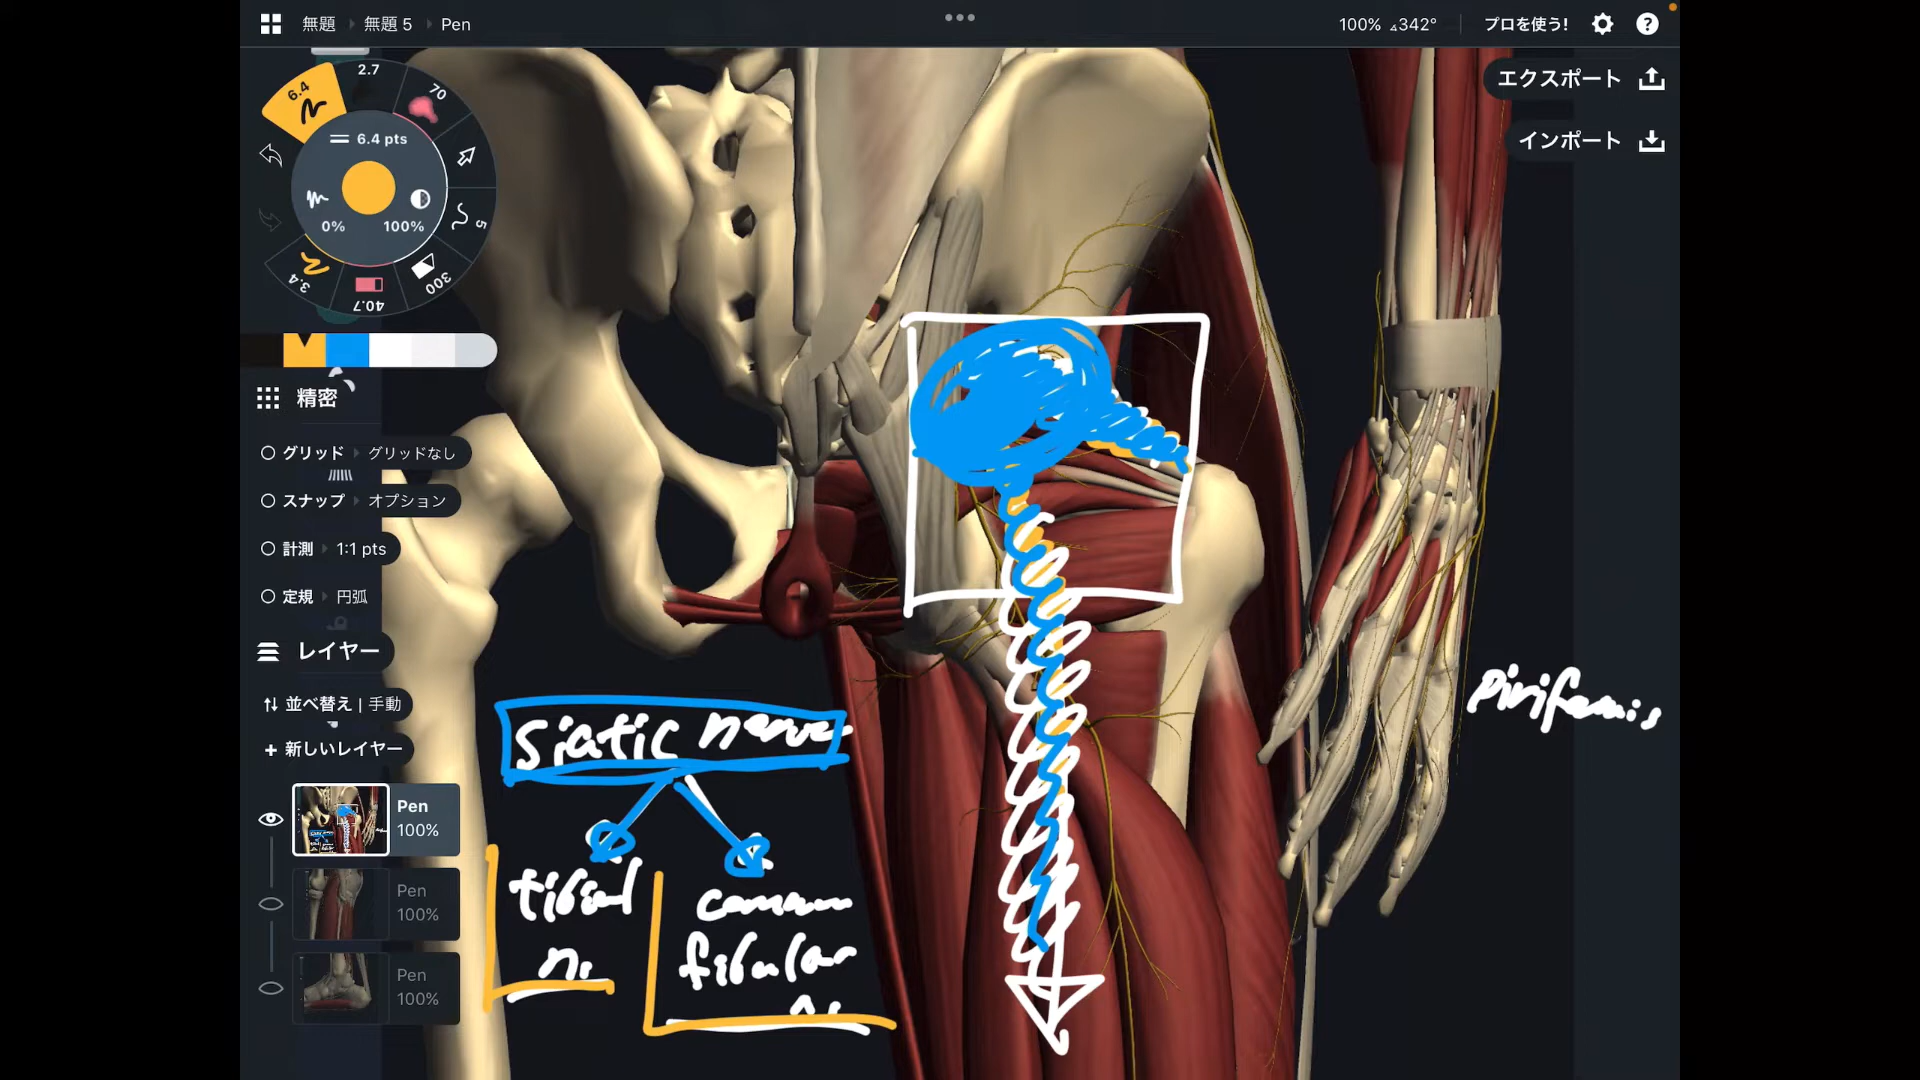 無題 無題 5 Pen
100% ⊿342°
プロを使う!
エクスポート
インポート
2.7
6.4
70
6.4 pts
0% 100%
5
3.4
40.7
300
精密
グリッド グリッドなし
スナップ オプション
計測 1:1 pts
定規 円弧
レイヤー
並べ替え | 手動
+ 新しいレイヤー
Pen
100%
Pen
100%
Pen
100%
siatic nerve
tibial
n.
common
fibular
n.
piriformis